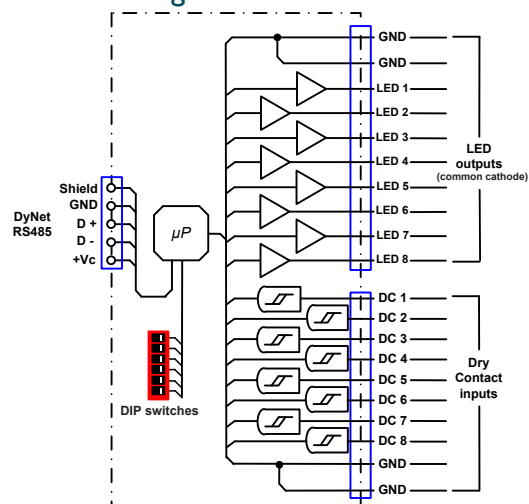 GND
GND
LED 1
LED 2
LED 3
LED 4
LED 5
LED 6
LED 7
LED 8
LED
outputs
(common cathode)
Shield
GND
D +
D -
+Vc
DyNet
RS485
µP
DIP switches
DC 1
DC 2
DC 3
DC 4
DC 5
DC 6
DC 7
DC 8
GND
GND
Dry
Contact
inputs